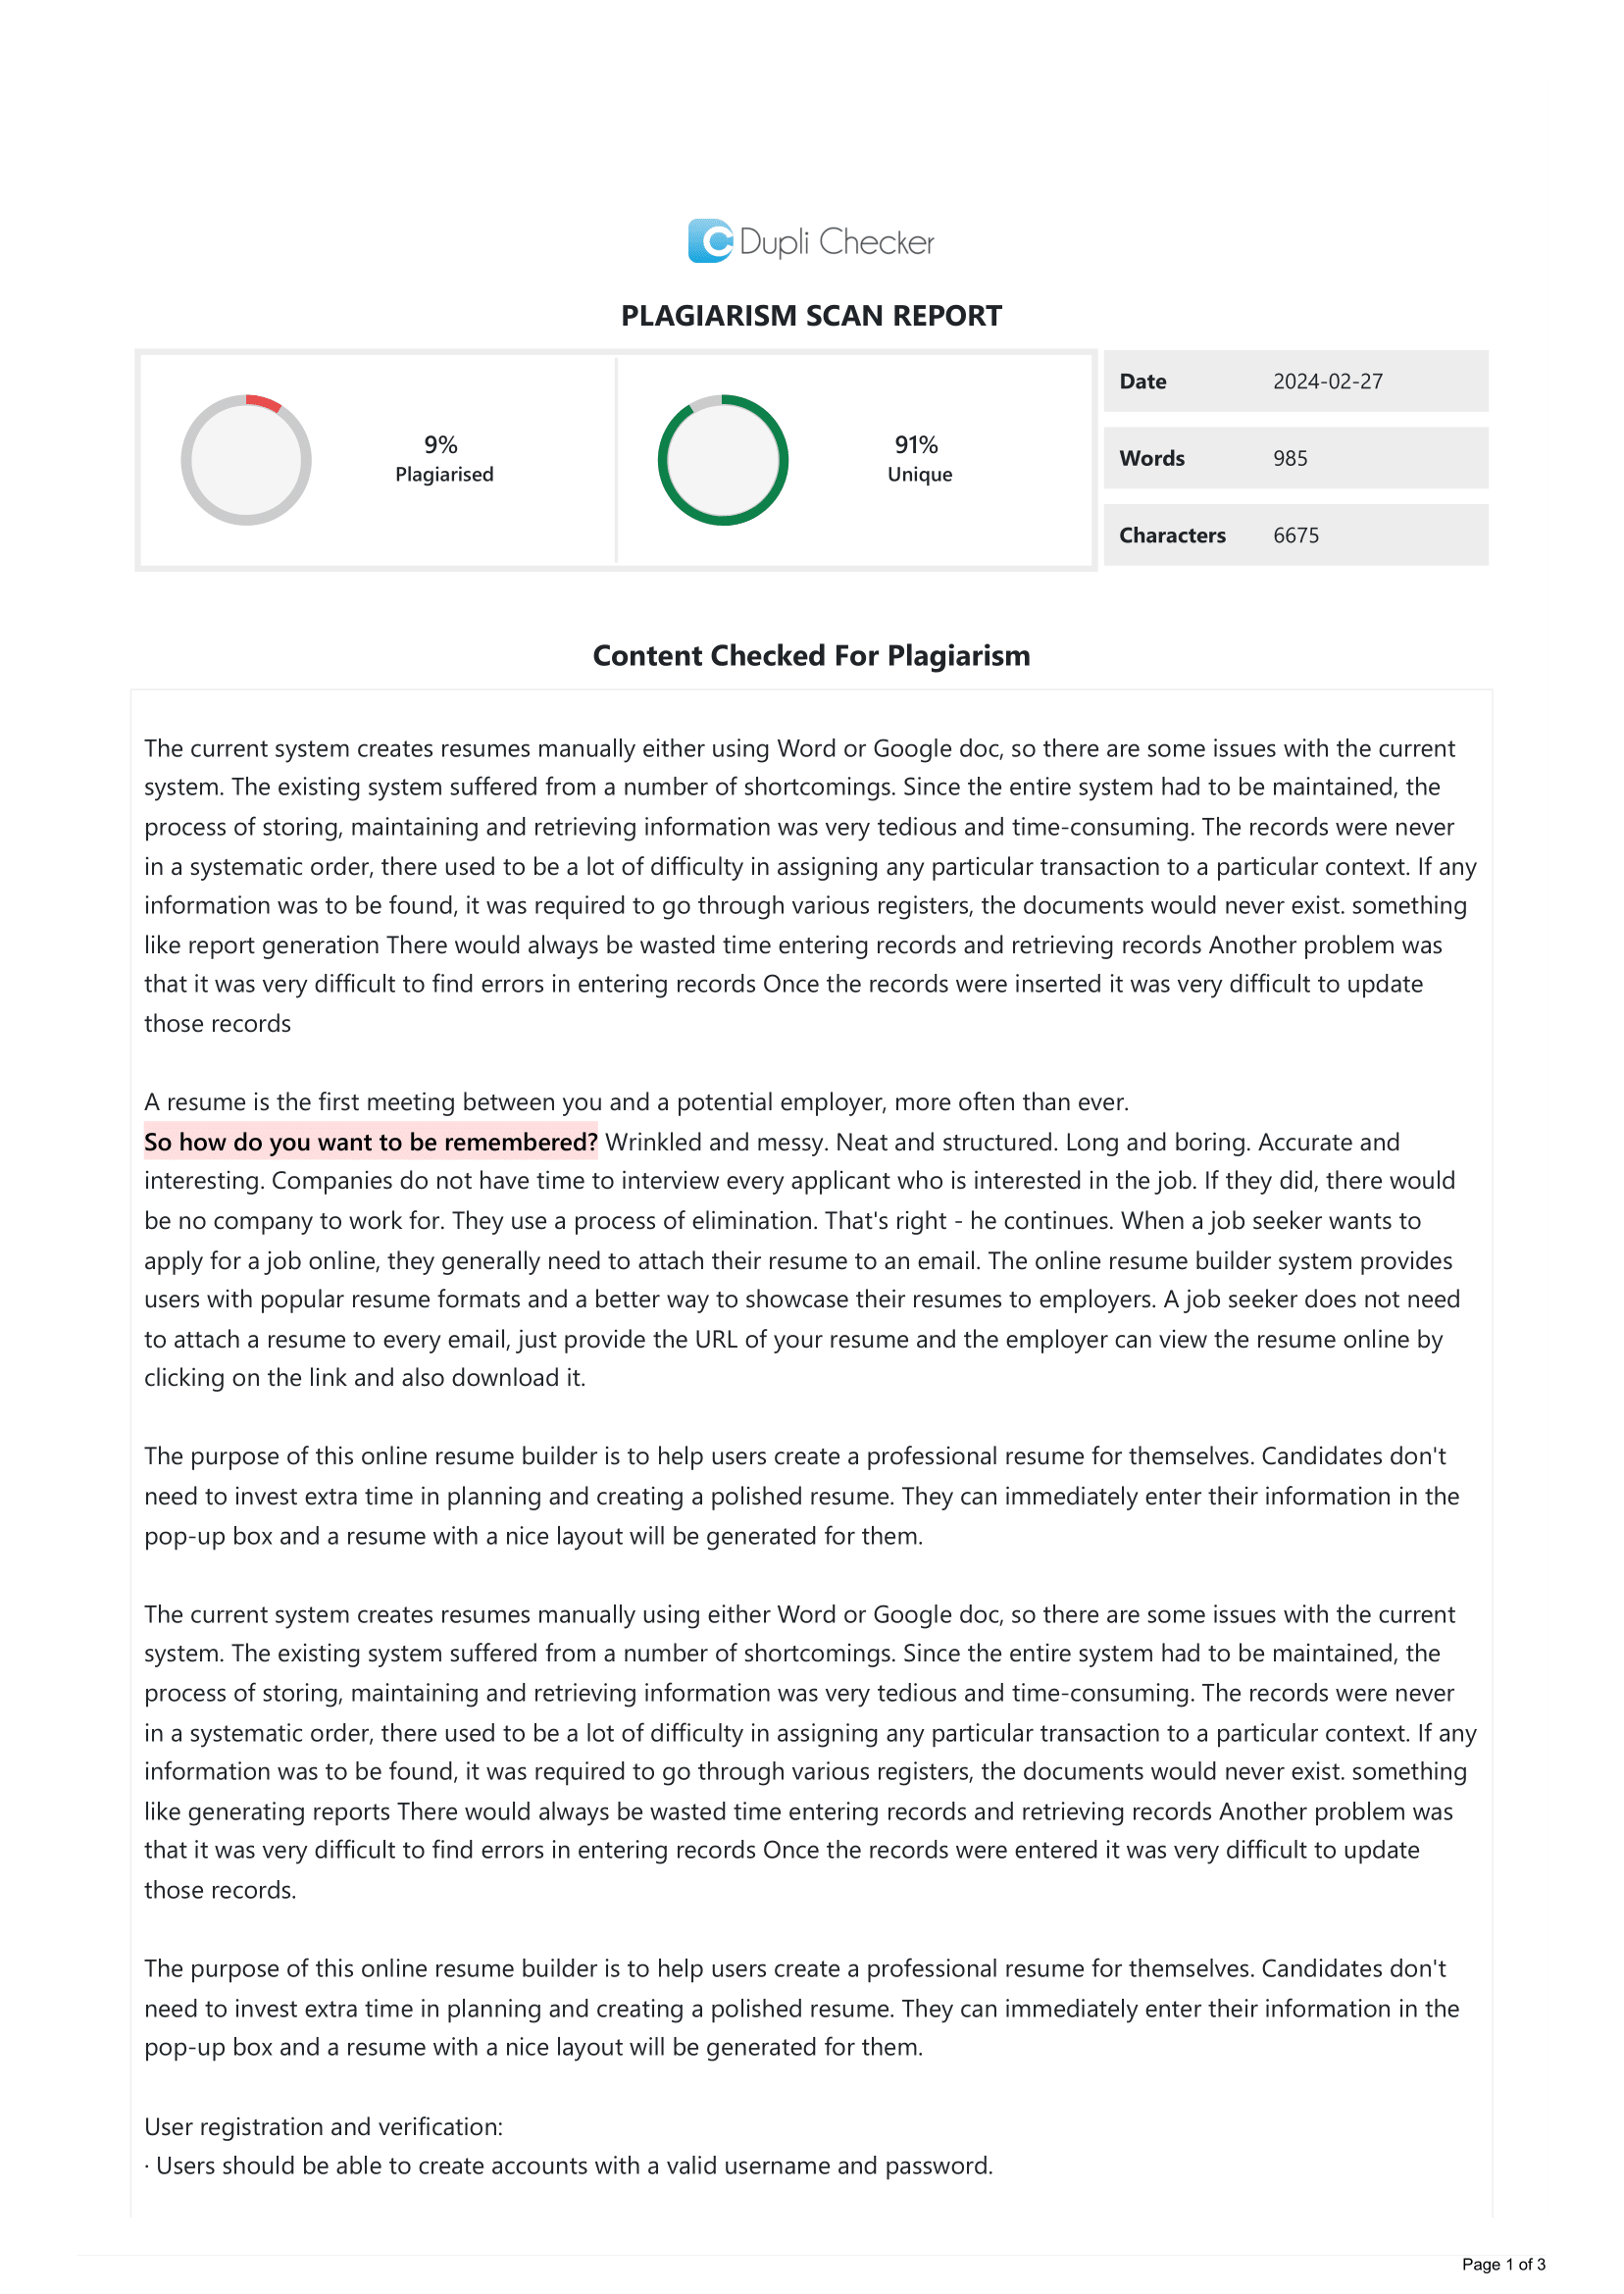 Dupli Checker
PLAGIARISM SCAN REPORT
9%
Plagiarised
91%
Unique
Date 2024-02-27
Words 985
Characters 6675
Content Checked For Plagiarism
The current system creates resumes manually either using Word or Google doc, so there are some issues with the current
system. The existing system suffered from a number of shortcomings. Since the entire system had to be maintained, the
process of storing, maintaining and retrieving information was very tedious and time-consuming. The records were never
in a systematic order, there used to be a lot of difficulty in assigning any particular transaction to a particular context. If any
information was to be found, it was required to go through various registers, the documents would never exist. something
like report generation There would always be wasted time entering records and retrieving records Another problem was
that it was very difficult to find errors in entering records Once the records were inserted it was very difficult to update
those records
A resume is the first meeting between you and a potential employer, more often than ever.
So how do you want to be remembered? Wrinkled and messy. Neat and structured. Long and boring. Accurate and
interesting. Companies do not have time to interview every applicant who is interested in the job. If they did, there would
be no company to work for. They use a process of elimination. That's right - he continues. When a job seeker wants to
apply for a job online, they generally need to attach their resume to an email. The online resume builder system provides
users with popular resume formats and a better way to showcase their resumes to employers. A job seeker does not need
to attach a resume to every email, just provide the URL of your resume and the employer can view the resume online by
clicking on the link and also download it.
The purpose of this online resume builder is to help users create a professional resume for themselves. Candidates don't
need to invest extra time in planning and creating a polished resume. They can immediately enter their information in the
pop-up box and a resume with a nice layout will be generated for them.
The current system creates resumes manually using either Word or Google doc, so there are some issues with the current
system. The existing system suffered from a number of shortcomings. Since the entire system had to be maintained, the
process of storing, maintaining and retrieving information was very tedious and time-consuming. The records were never
in a systematic order, there used to be a lot of difficulty in assigning any particular transaction to a particular context. If any
information was to be found, it was required to go through various registers, the documents would never exist. something
like generating reports There would always be wasted time entering records and retrieving records Another problem was
that it was very difficult to find errors in entering records Once the records were entered it was very difficult to update
those records.
The purpose of this online resume builder is to help users create a professional resume for themselves. Candidates don't
need to invest extra time in planning and creating a polished resume. They can immediately enter their information in the
pop-up box and a resume with a nice layout will be generated for them.
User registration and verification:
· Users should be able to create accounts with a valid username and password.
Page 1 of 3